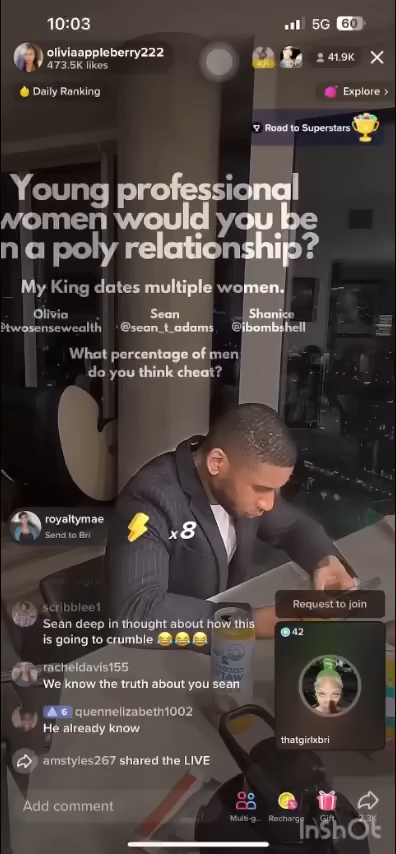 10:03
5G 60
oliviaappleberry222
473.5K likes
41.9K
Daily Ranking
Explore >
Road to Superstars
Young professional
women would you be
n a poly relationship?
My King dates multiple women.
Olivia Sean Shanice
@twosensewealth @sean_t_adams @ibombshell
What percentage of men
do you think cheat?
royaltymae
Send to Bri
x8
Request to join
scribblee1
Sean deep in thought about how this
is going to crumble 😂😂😂
42
racheldavis155
We know the truth about you sean
6 quennelizabeth1002
He already know
thatgirlxbri
amstyles267 shared the LIVE
Add comment
Multi-g... Recharge Gift 2.3K
InShOt